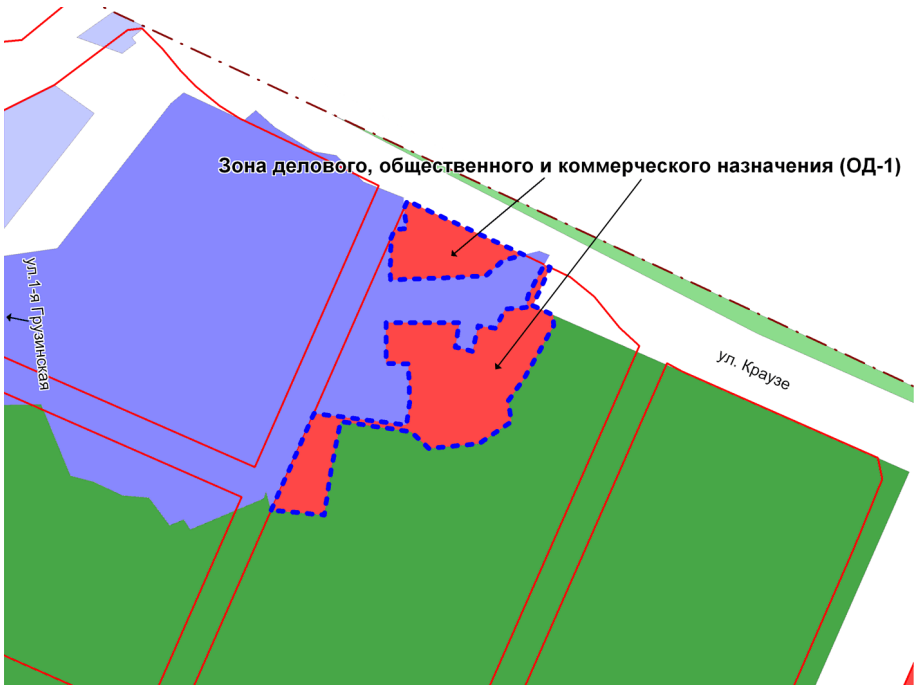 Зона делового, общественного и коммерческого назначения (ОД-1)
ул.1-я Грузинская
ул. Краузе